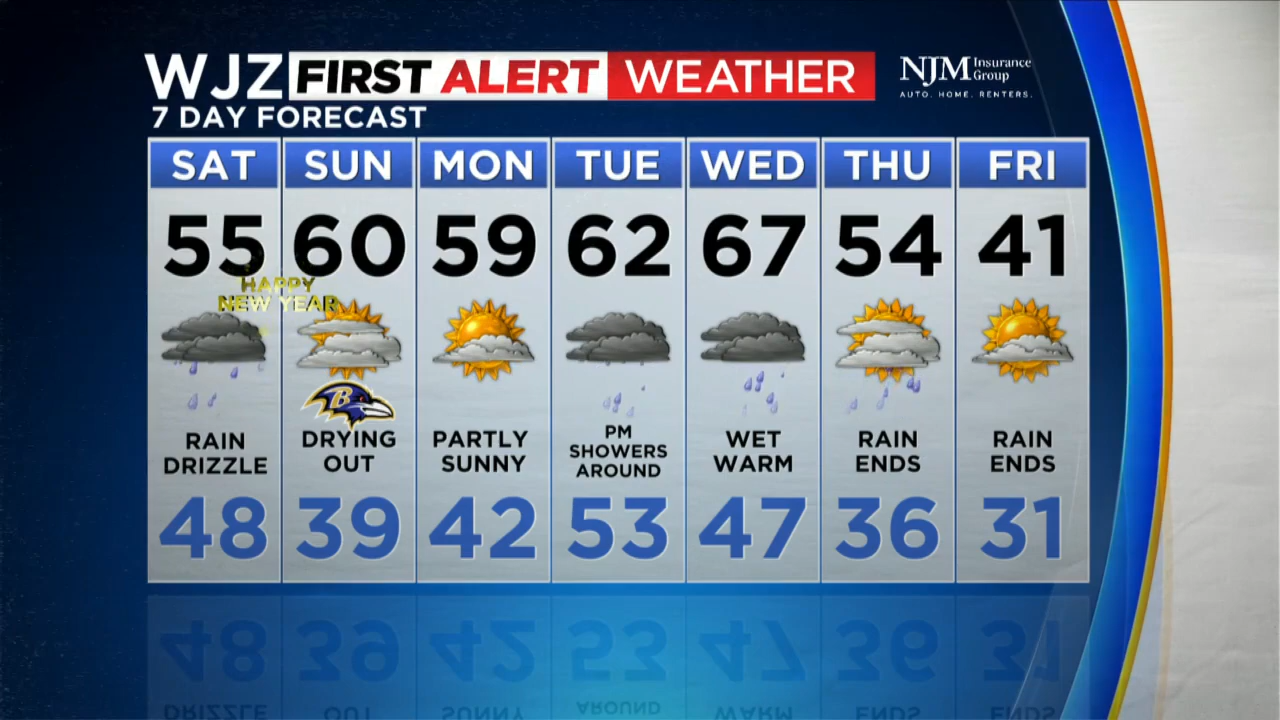 WJZ FIRST ALERT WEATHER
7 DAY FORECAST
NJM Insurance Group
AUTO. HOME. RENTERS.
SAT SUN MON TUE WED THU FRI
55 60 59 62 67 54 41
HAPPY
NEW YEAR
B
RAIN
DRIZZLE
DRYING
OUT
PARTLY
SUNNY
PM
SHOWERS
AROUND
WET
WARM
RAIN
ENDS
RAIN
ENDS
48 39 42 53 47 36 31